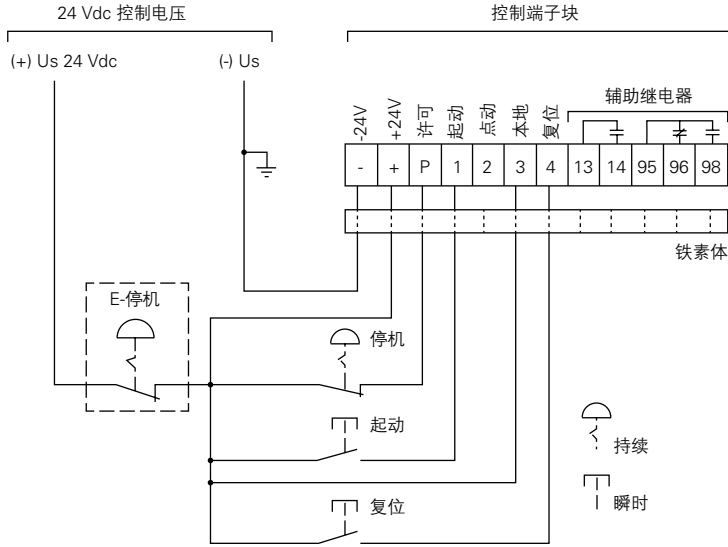 24 Vdc 控制电压
控制端子块
(+) Us 24 Vdc
(-) Us
-24V
+24V
许可
起动
点动
本地
复位
辅助继电器
- + P 1 2 3 4 13 14 95 96 98
铁素体
E-停机
停机
起动
持续
复位
瞬时